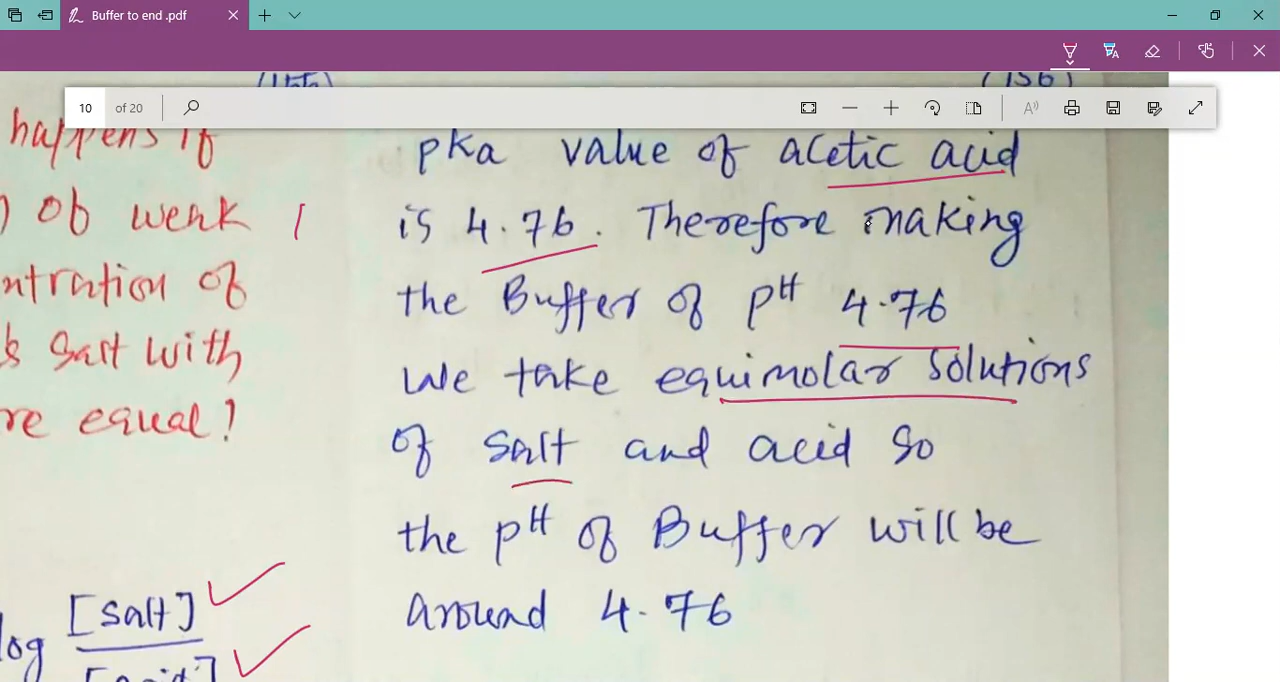 Buffer to end .pdf
10 of 20
happens if
of weak
ntration of
s salt with
re equal?
log [salt]
pka value of acetic acid
is 4.76. Therefore making
the Buffer of pH 4.76
We take equimolar solutions
of salt and acid so
the pH of Buffer will be
around 4.76